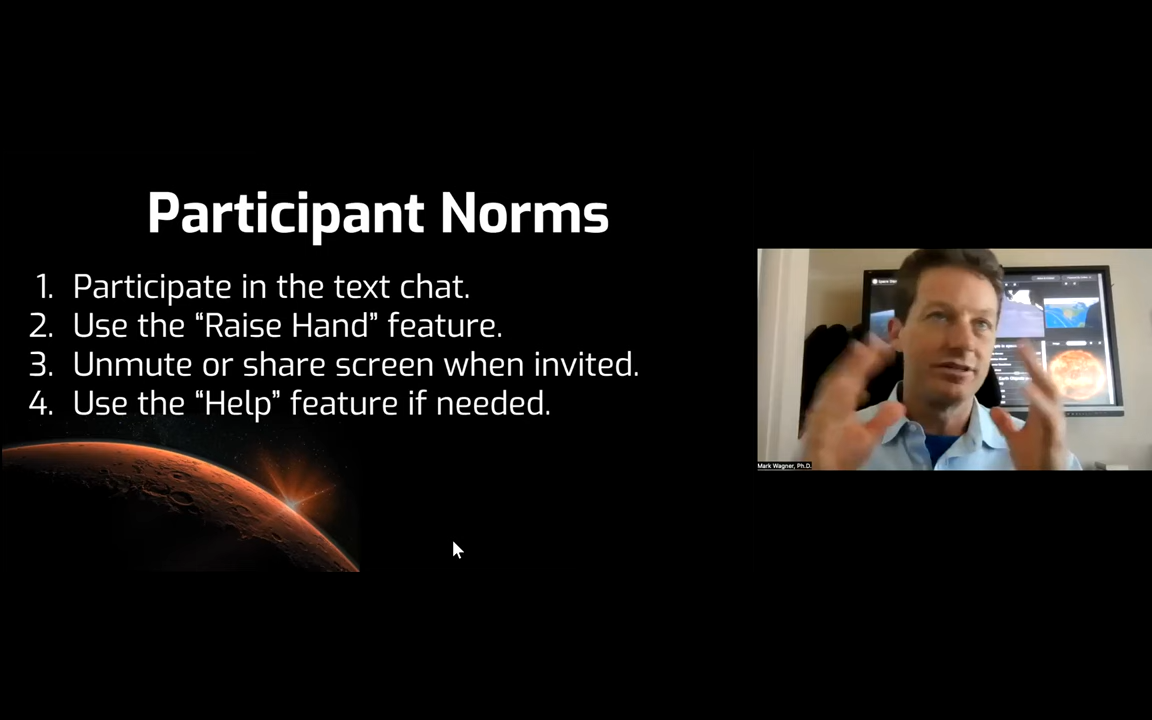 Participant Norms
1. Participate in the text chat.
2. Use the “Raise Hand” feature.
3. Unmute or share screen when invited.
4. Use the “Help” feature if needed.
Mark Wagner, Ph.D.